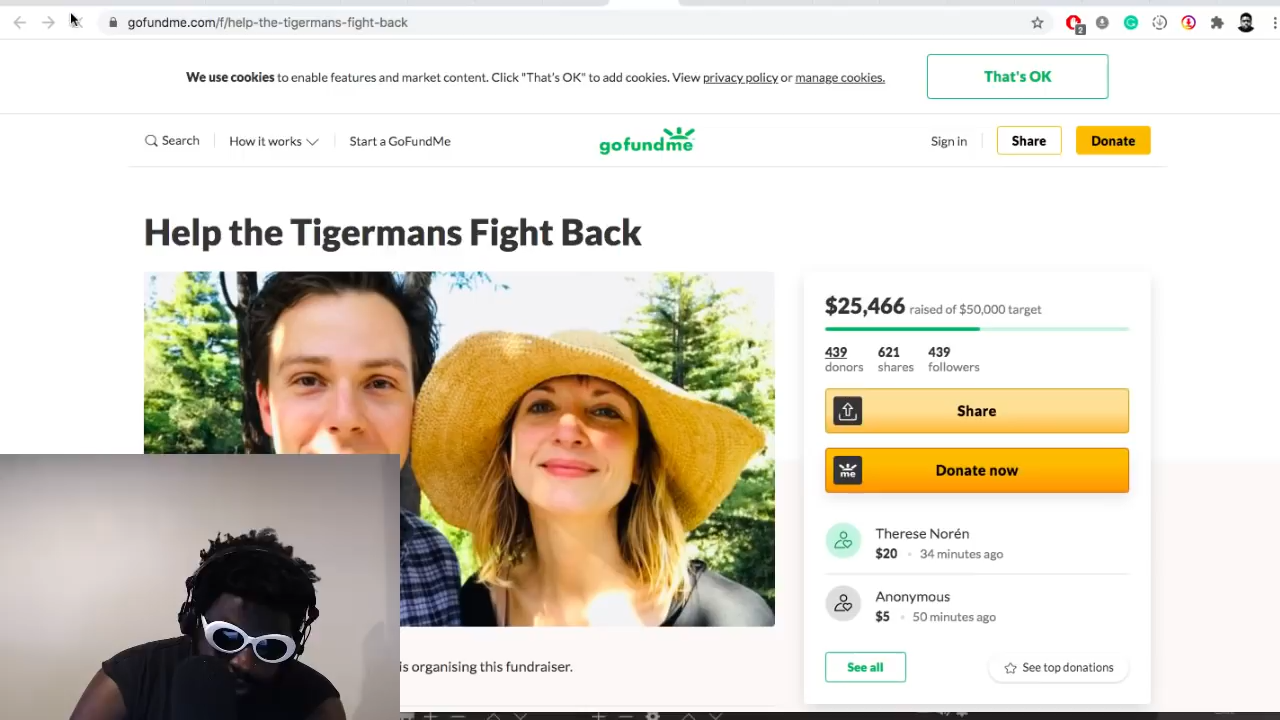 gofundme.com/f/help-the-tigermans-fight-back
2
We use cookies to enable features and market content. Click "That's OK" to add cookies. View privacy policy or manage cookies.
That's OK
Search
How it works
Start a GoFundMe
gofundme
Sign in
Share
Donate
Help the Tigermans Fight Back
$25,466 raised of $50,000 target
439 621 439
donors shares followers
Share
me Donate now
Therese Norén
$20 • 34 minutes ago
Anonymous
$5 • 50 minutes ago
is organising this fundraiser.
See all
See top donations